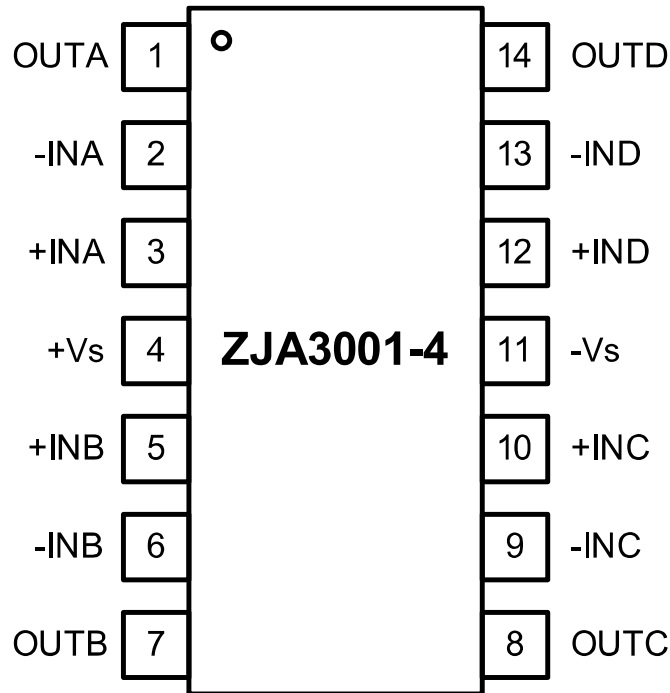 OUTA 1 14 OUTD
-INA 2 13 -IND
+INA 3 12 +IND
+Vs 4 ZJA3001-4 11 -Vs
+INB 5 10 +INC
-INB 6 9 -INC
OUTB 7 8 OUTC